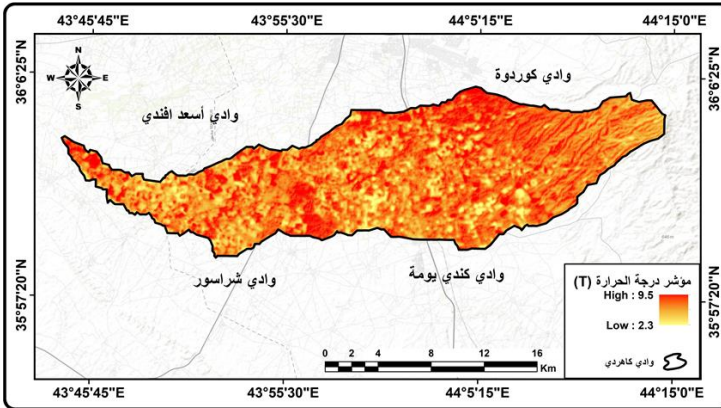 43°45'45"E 43°55'30"E 44°5'15"E 44°15'0"E
36°6'25"N
36°6'25"N
N
W E
S
وادي كوردوة
وادي أسعد افندي
وادي شراسور
وادي كندي يومة
35°57'20"N
35°57'20"N
مؤشر درجة الحرارة (T)
High : 9.5
Low : 2.3
وادي كاهردي
0 2 4 8 12 16
Km
43°45'45"E 43°55'30"E 44°5'15"E 44°15'0"E